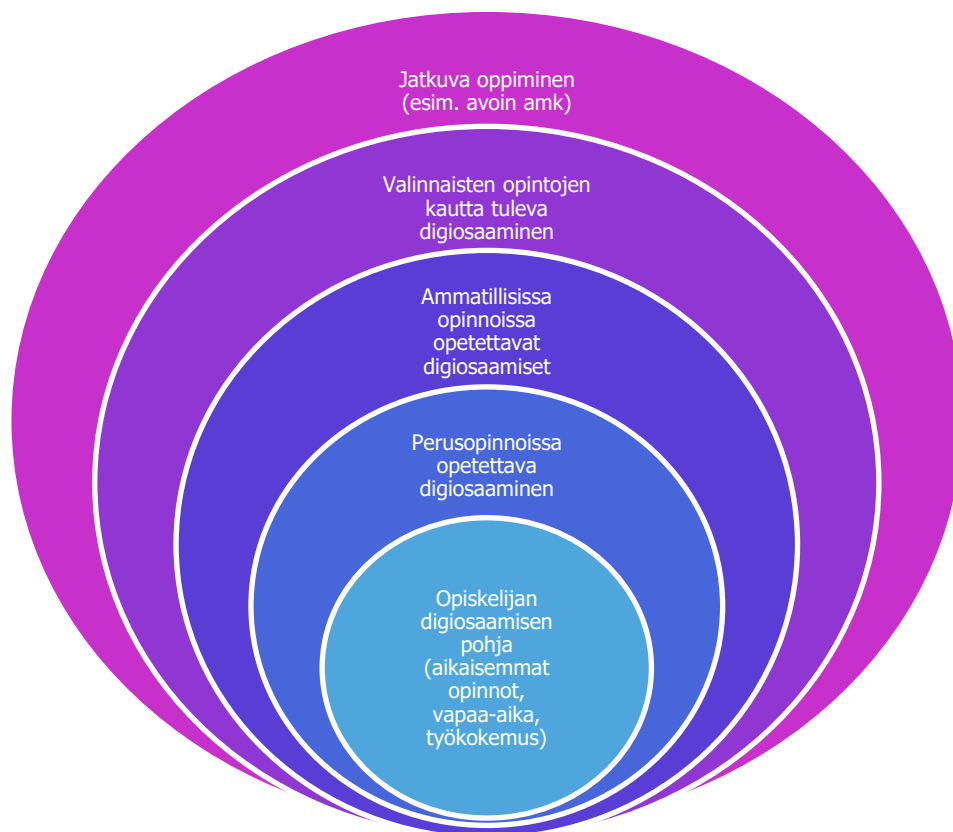 Jatkuva oppiminen
(esim. avoin amk)
Valinnaisten opintojen
kautta tuleva
digiosaaminen
Ammatillisissa
opinnoissa
opetettavat
digiosaamiset
Perusopinnoissa
opetettava
digiosaaminen
Opiskelijan
digiosaamisen
pohja
(aikaisemmat
opinnot,
vapaa-aika,
työkokemus)